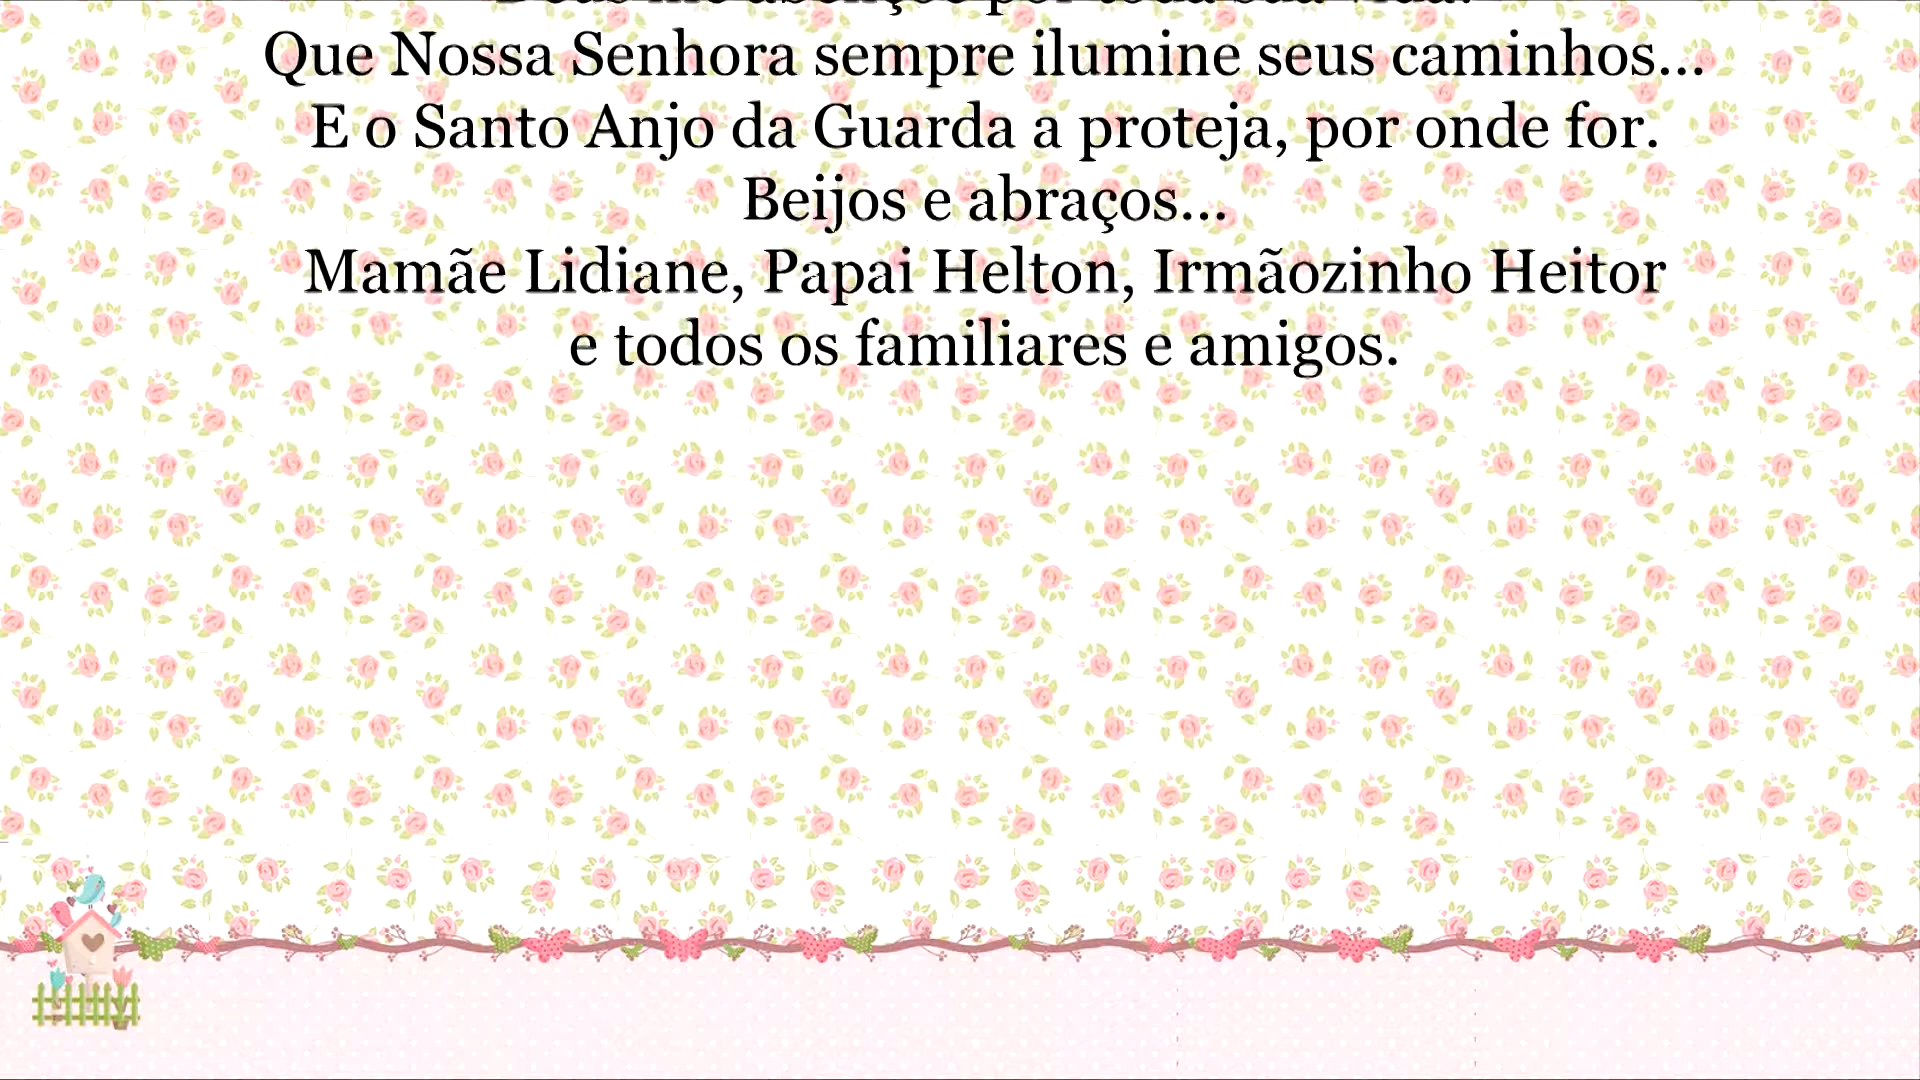 Que Nossa Senhora sempre ilumine seus caminhos...
E o Santo Anjo da Guarda a proteja, por onde for.
Beijos e abraços...
Mamãe Lidiane, Papai Helton, Irmãozinho Heitor
e todos os familiares e amigos.